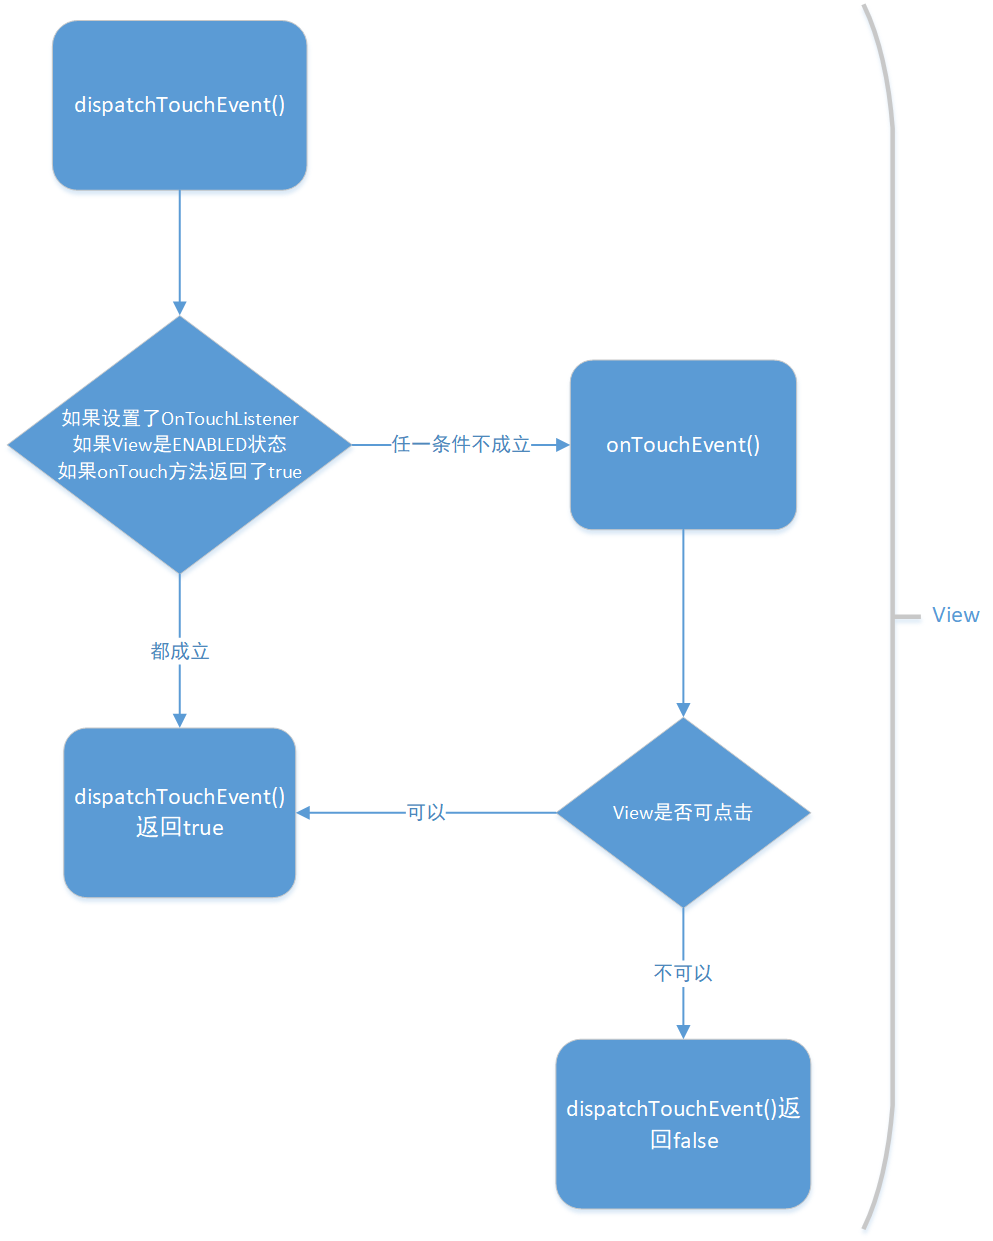 dispatchTouchEvent()
如果设置了OnTouchListener
如果View是ENABLED状态
如果onTouch方法返回了true
任一条件不成立
onTouchEvent()
View
都成立
dispatchTouchEvent()
返回true
可以
View是否可点击
不可以
dispatchTouchEvent()返
回false